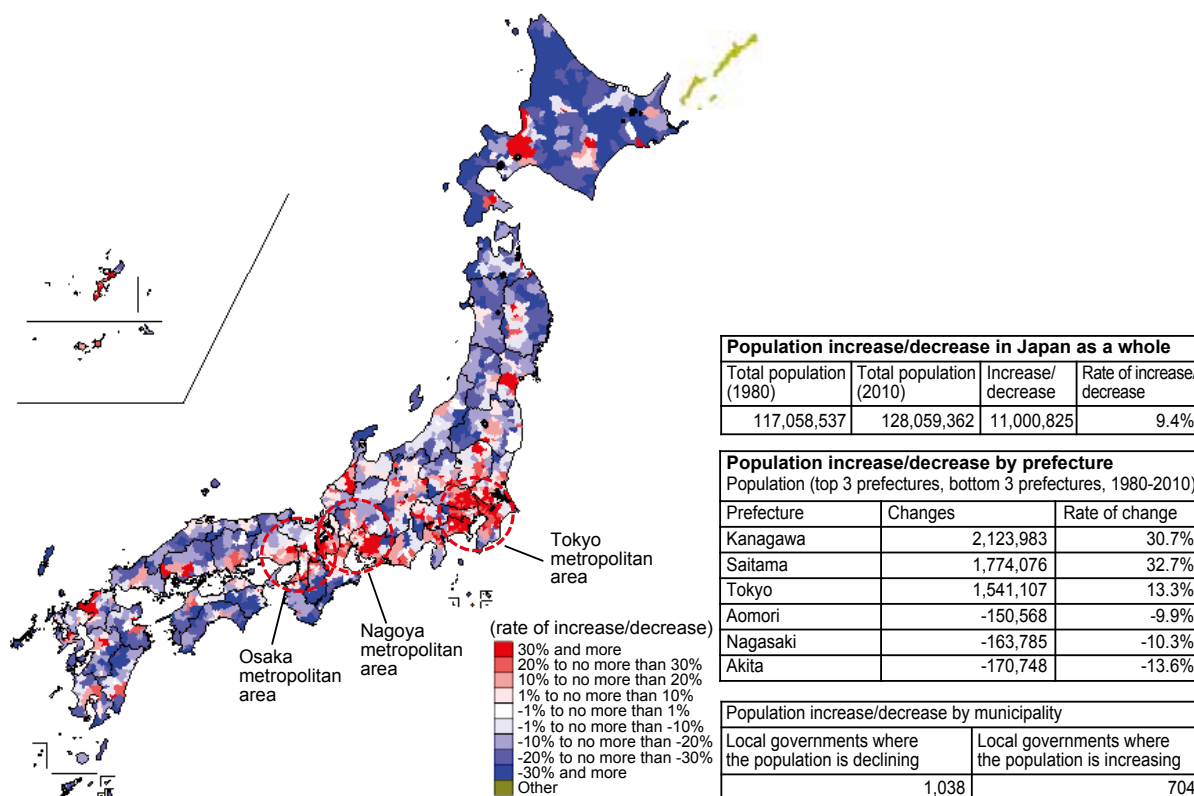 Tokyo
metropolitan
area
Nagoya
metropolitan
area
Osaka
metropolitan
area
(rate of increase/decrease)
30% and more
20% to no more than 30%
10% to no more than 20%
1% to no more than 10%
-1% to no more than 1%
-1% to no more than -10%
-10% to no more than -20%
-20% to no more than -30%
-30% and more
Other
Population increase/decrease in Japan as a whole
Total population (1980) Total population (2010) Increase/ decrease Rate of increase/ decrease
117,058,537 128,059,362 11,000,825 9.4%
Population increase/decrease by prefecture
Population (top 3 prefectures, bottom 3 prefectures, 1980-2010)
Prefecture Changes Rate of change
Kanagawa 2,123,983 30.7%
Saitama 1,774,076 32.7%
Tokyo 1,541,107 13.3%
Aomori -150,568 -9.9%
Nagasaki -163,785 -10.3%
Akita -170,748 -13.6%
Population increase/decrease by municipality
Local governments where the population is declining Local governments where the population is increasing
1,038 704